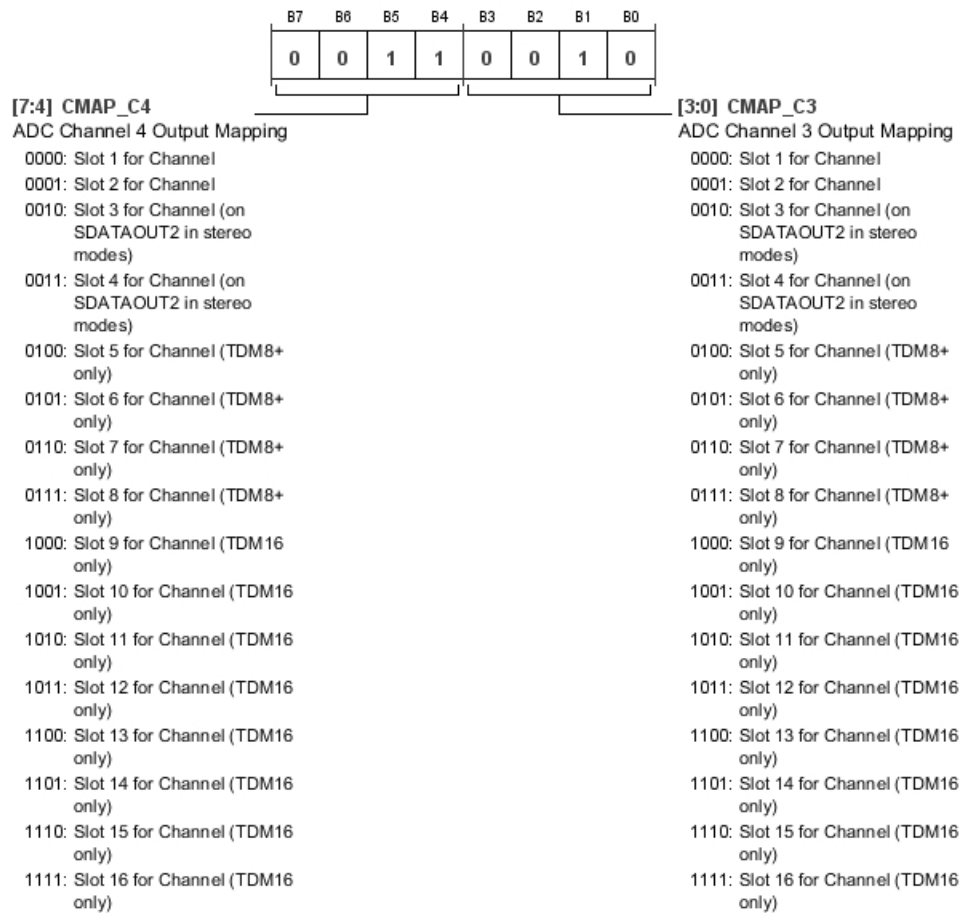 B7 B6 B5 B4 B3 B2 B1 B0
0 0 1 1 0 0 1 0
[7:4] CMAP_C4
ADC Channel 4 Output Mapping
0000: Slot 1 for Channel
0001: Slot 2 for Channel
0010: Slot 3 for Channel (on
SDATAOUT2 in stereo
modes)
0011: Slot 4 for Channel (on
SDATAOUT2 in stereo
modes)
0100: Slot 5 for Channel (TDM8+
only)
0101: Slot 6 for Channel (TDM8+
only)
0110: Slot 7 for Channel (TDM8+
only)
0111: Slot 8 for Channel (TDM8+
only)
1000: Slot 9 for Channel (TDM16
only)
1001: Slot 10 for Channel (TDM16
only)
1010: Slot 11 for Channel (TDM16
only)
1011: Slot 12 for Channel (TDM16
only)
1100: Slot 13 for Channel (TDM16
only)
1101: Slot 14 for Channel (TDM16
only)
1110: Slot 15 for Channel (TDM16
only)
1111: Slot 16 for Channel (TDM16
only)
[3:0] CMAP_C3
ADC Channel 3 Output Mapping
0000: Slot 1 for Channel
0001: Slot 2 for Channel
0010: Slot 3 for Channel (on
SDATAOUT2 in stereo
modes)
0011: Slot 4 for Channel (on
SDATAOUT2 in stereo
modes)
0100: Slot 5 for Channel (TDM8+
only)
0101: Slot 6 for Channel (TDM8+
only)
0110: Slot 7 for Channel (TDM8+
only)
0111: Slot 8 for Channel (TDM8+
only)
1000: Slot 9 for Channel (TDM16
only)
1001: Slot 10 for Channel (TDM16
only)
1010: Slot 11 for Channel (TDM16
only)
1011: Slot 12 for Channel (TDM16
only)
1100: Slot 13 for Channel (TDM16
only)
1101: Slot 14 for Channel (TDM16
only)
1110: Slot 15 for Channel (TDM16
only)
1111: Slot 16 for Channel (TDM16
only)